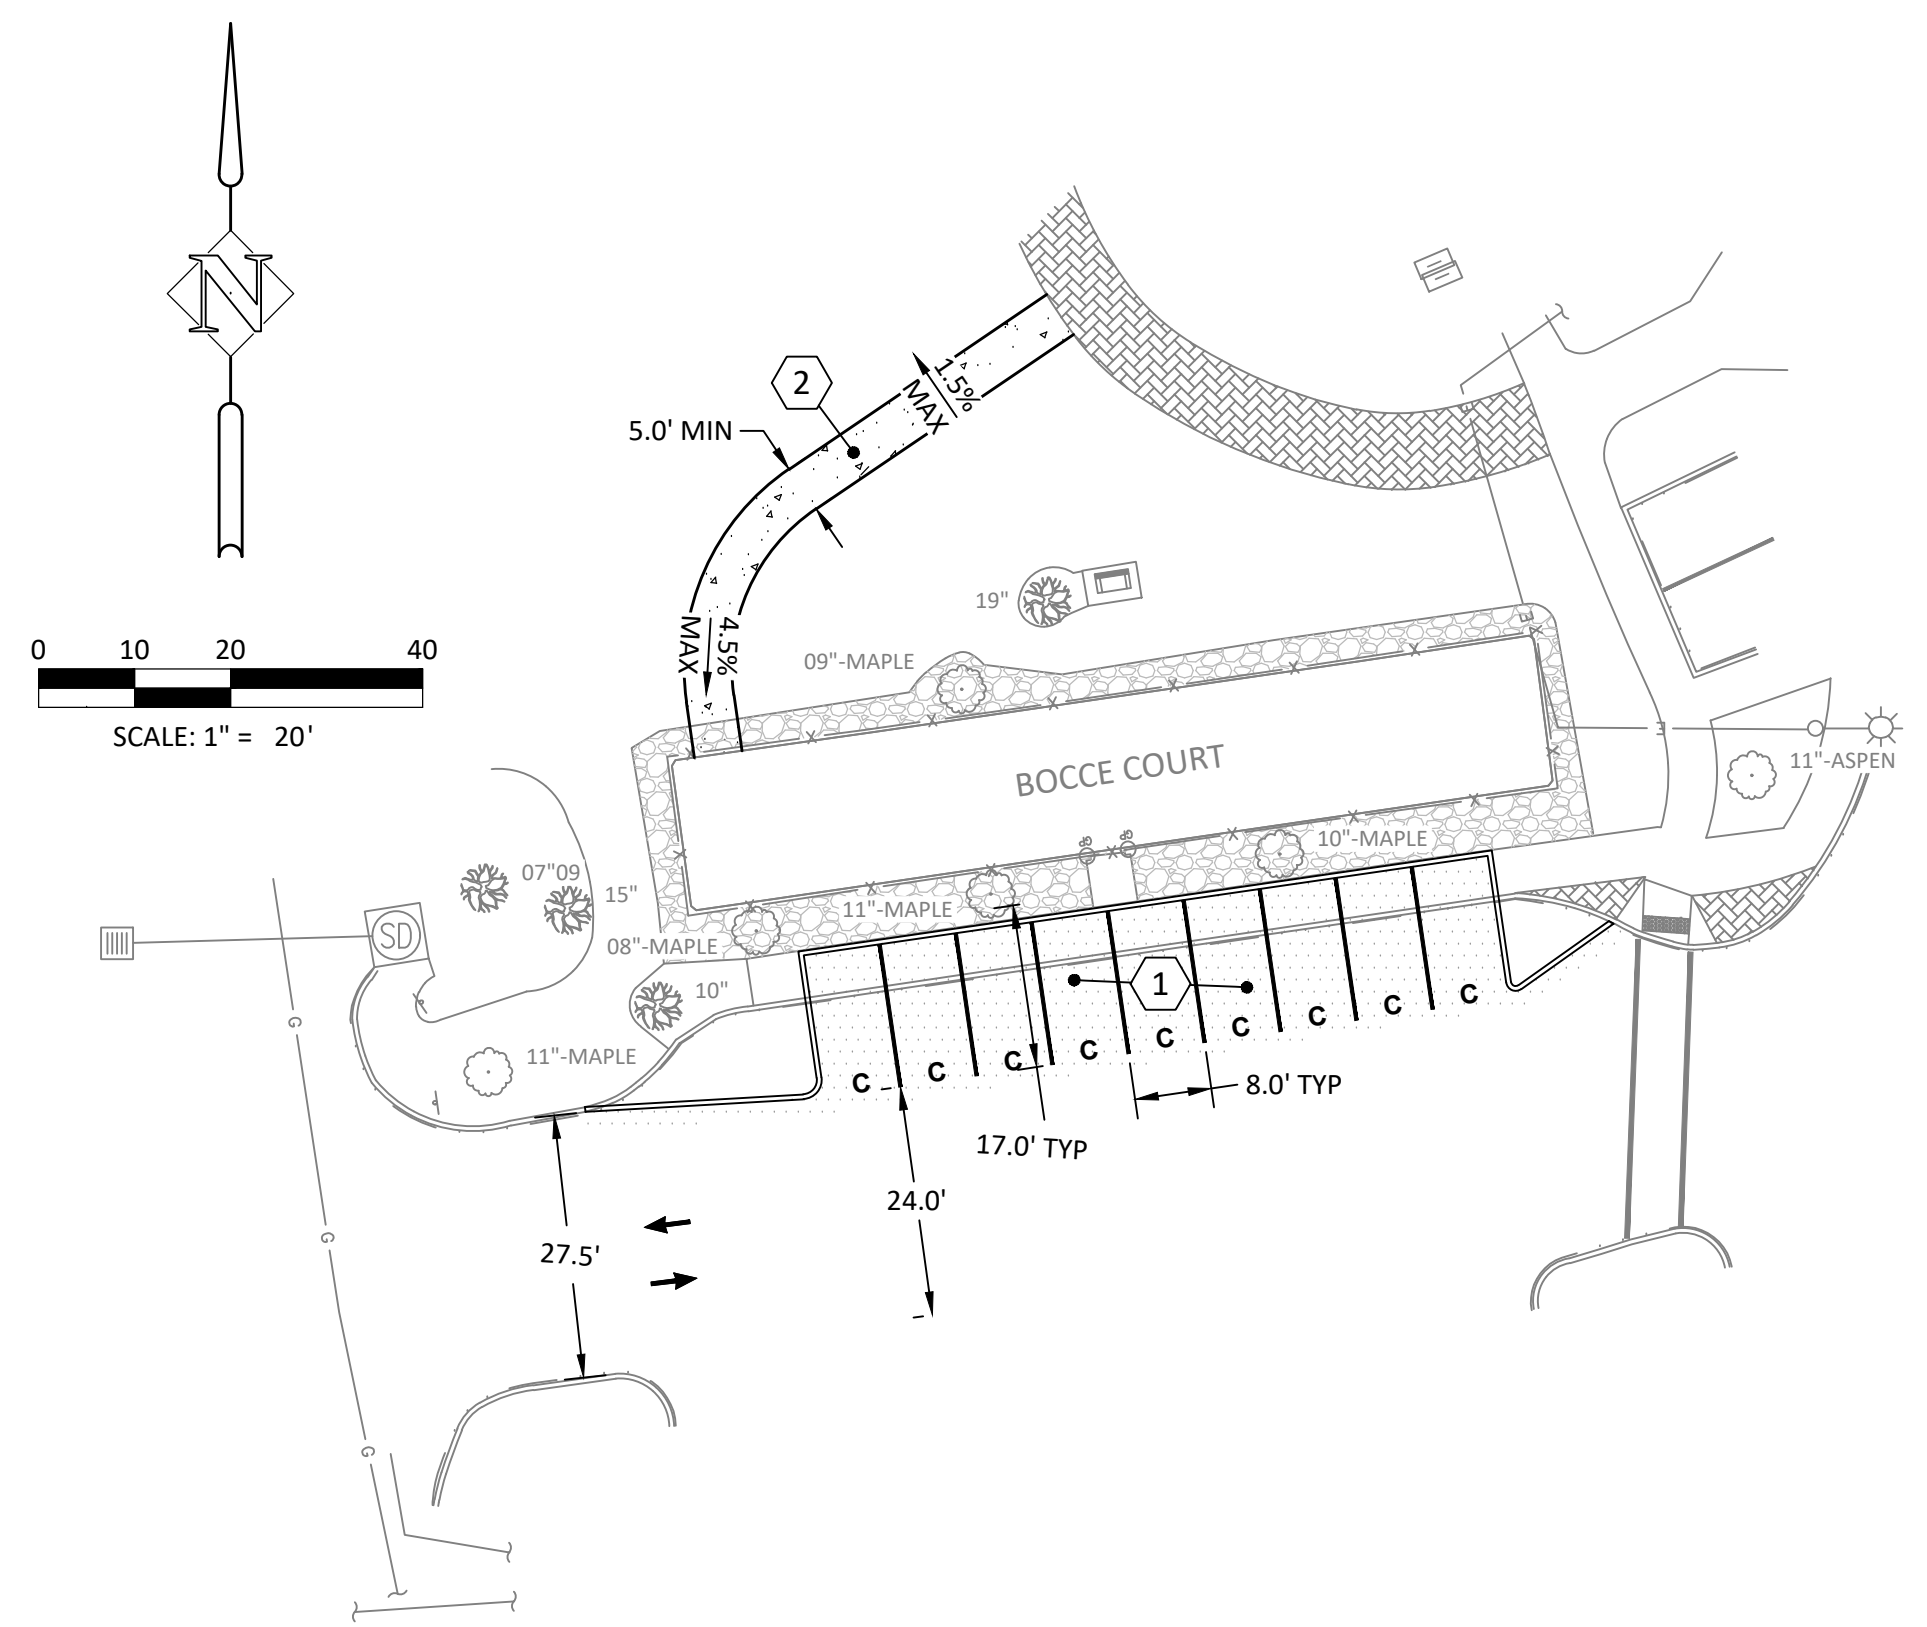 N
0 10 20 40
SCALE: 1" = 20'
2
5.0' MIN
1.5%
MAX
4.5%
MAX
19"
09"-MAPLE
E
E
BOCCE COURT
E
11"-ASPEN
10"-MAPLE
07"09
15"
11"-MAPLE
SD
08"-MAPLE
10"
1
G
11"-MAPLE
C C C C C C C C C
8.0' TYP
17.0' TYP
24.0'
G
27.5'
G